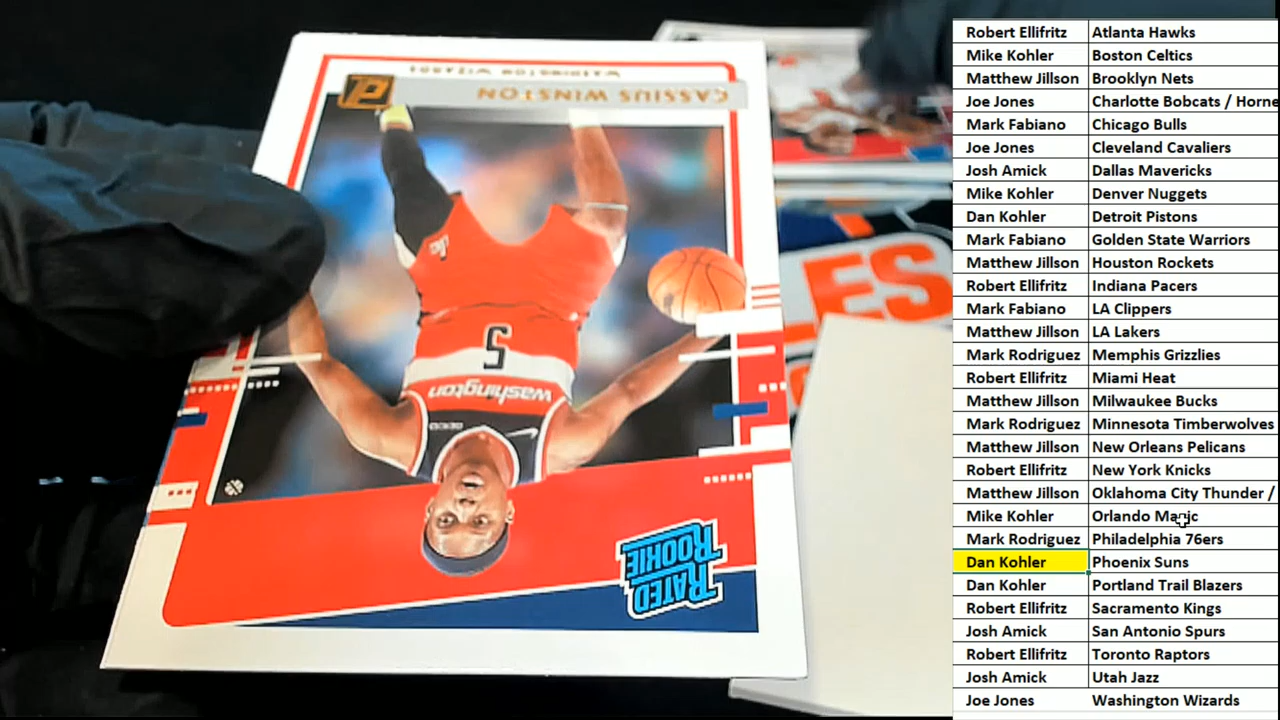 WASHINGTON WIZARDS
CASSIUS WINSTON
5
washington
RATED
ROOKIE
ES
Robert Ellifritz Atlanta Hawks
Mike Kohler Boston Celtics
Matthew Jillson Brooklyn Nets
Joe Jones Charlotte Bobcats / Horne
Mark Fabiano Chicago Bulls
Joe Jones Cleveland Cavaliers
Josh Amick Dallas Mavericks
Mike Kohler Denver Nuggets
Dan Kohler Detroit Pistons
Mark Fabiano Golden State Warriors
Matthew Jillson Houston Rockets
Robert Ellifritz Indiana Pacers
Mark Fabiano LA Clippers
Matthew Jillson LA Lakers
Mark Rodriguez Memphis Grizzlies
Robert Ellifritz Miami Heat
Matthew Jillson Milwaukee Bucks
Mark Rodriguez Minnesota Timberwolves
Matthew Jillson New Orleans Pelicans
Robert Ellifritz New York Knicks
Matthew Jillson Oklahoma City Thunder /
Mike Kohler Orlando Magic
Mark Rodriguez Philadelphia 76ers
Dan Kohler Phoenix Suns
Dan Kohler Portland Trail Blazers
Robert Ellifritz Sacramento Kings
Josh Amick San Antonio Spurs
Robert Ellifritz Toronto Raptors
Josh Amick Utah Jazz
Joe Jones Washington Wizards